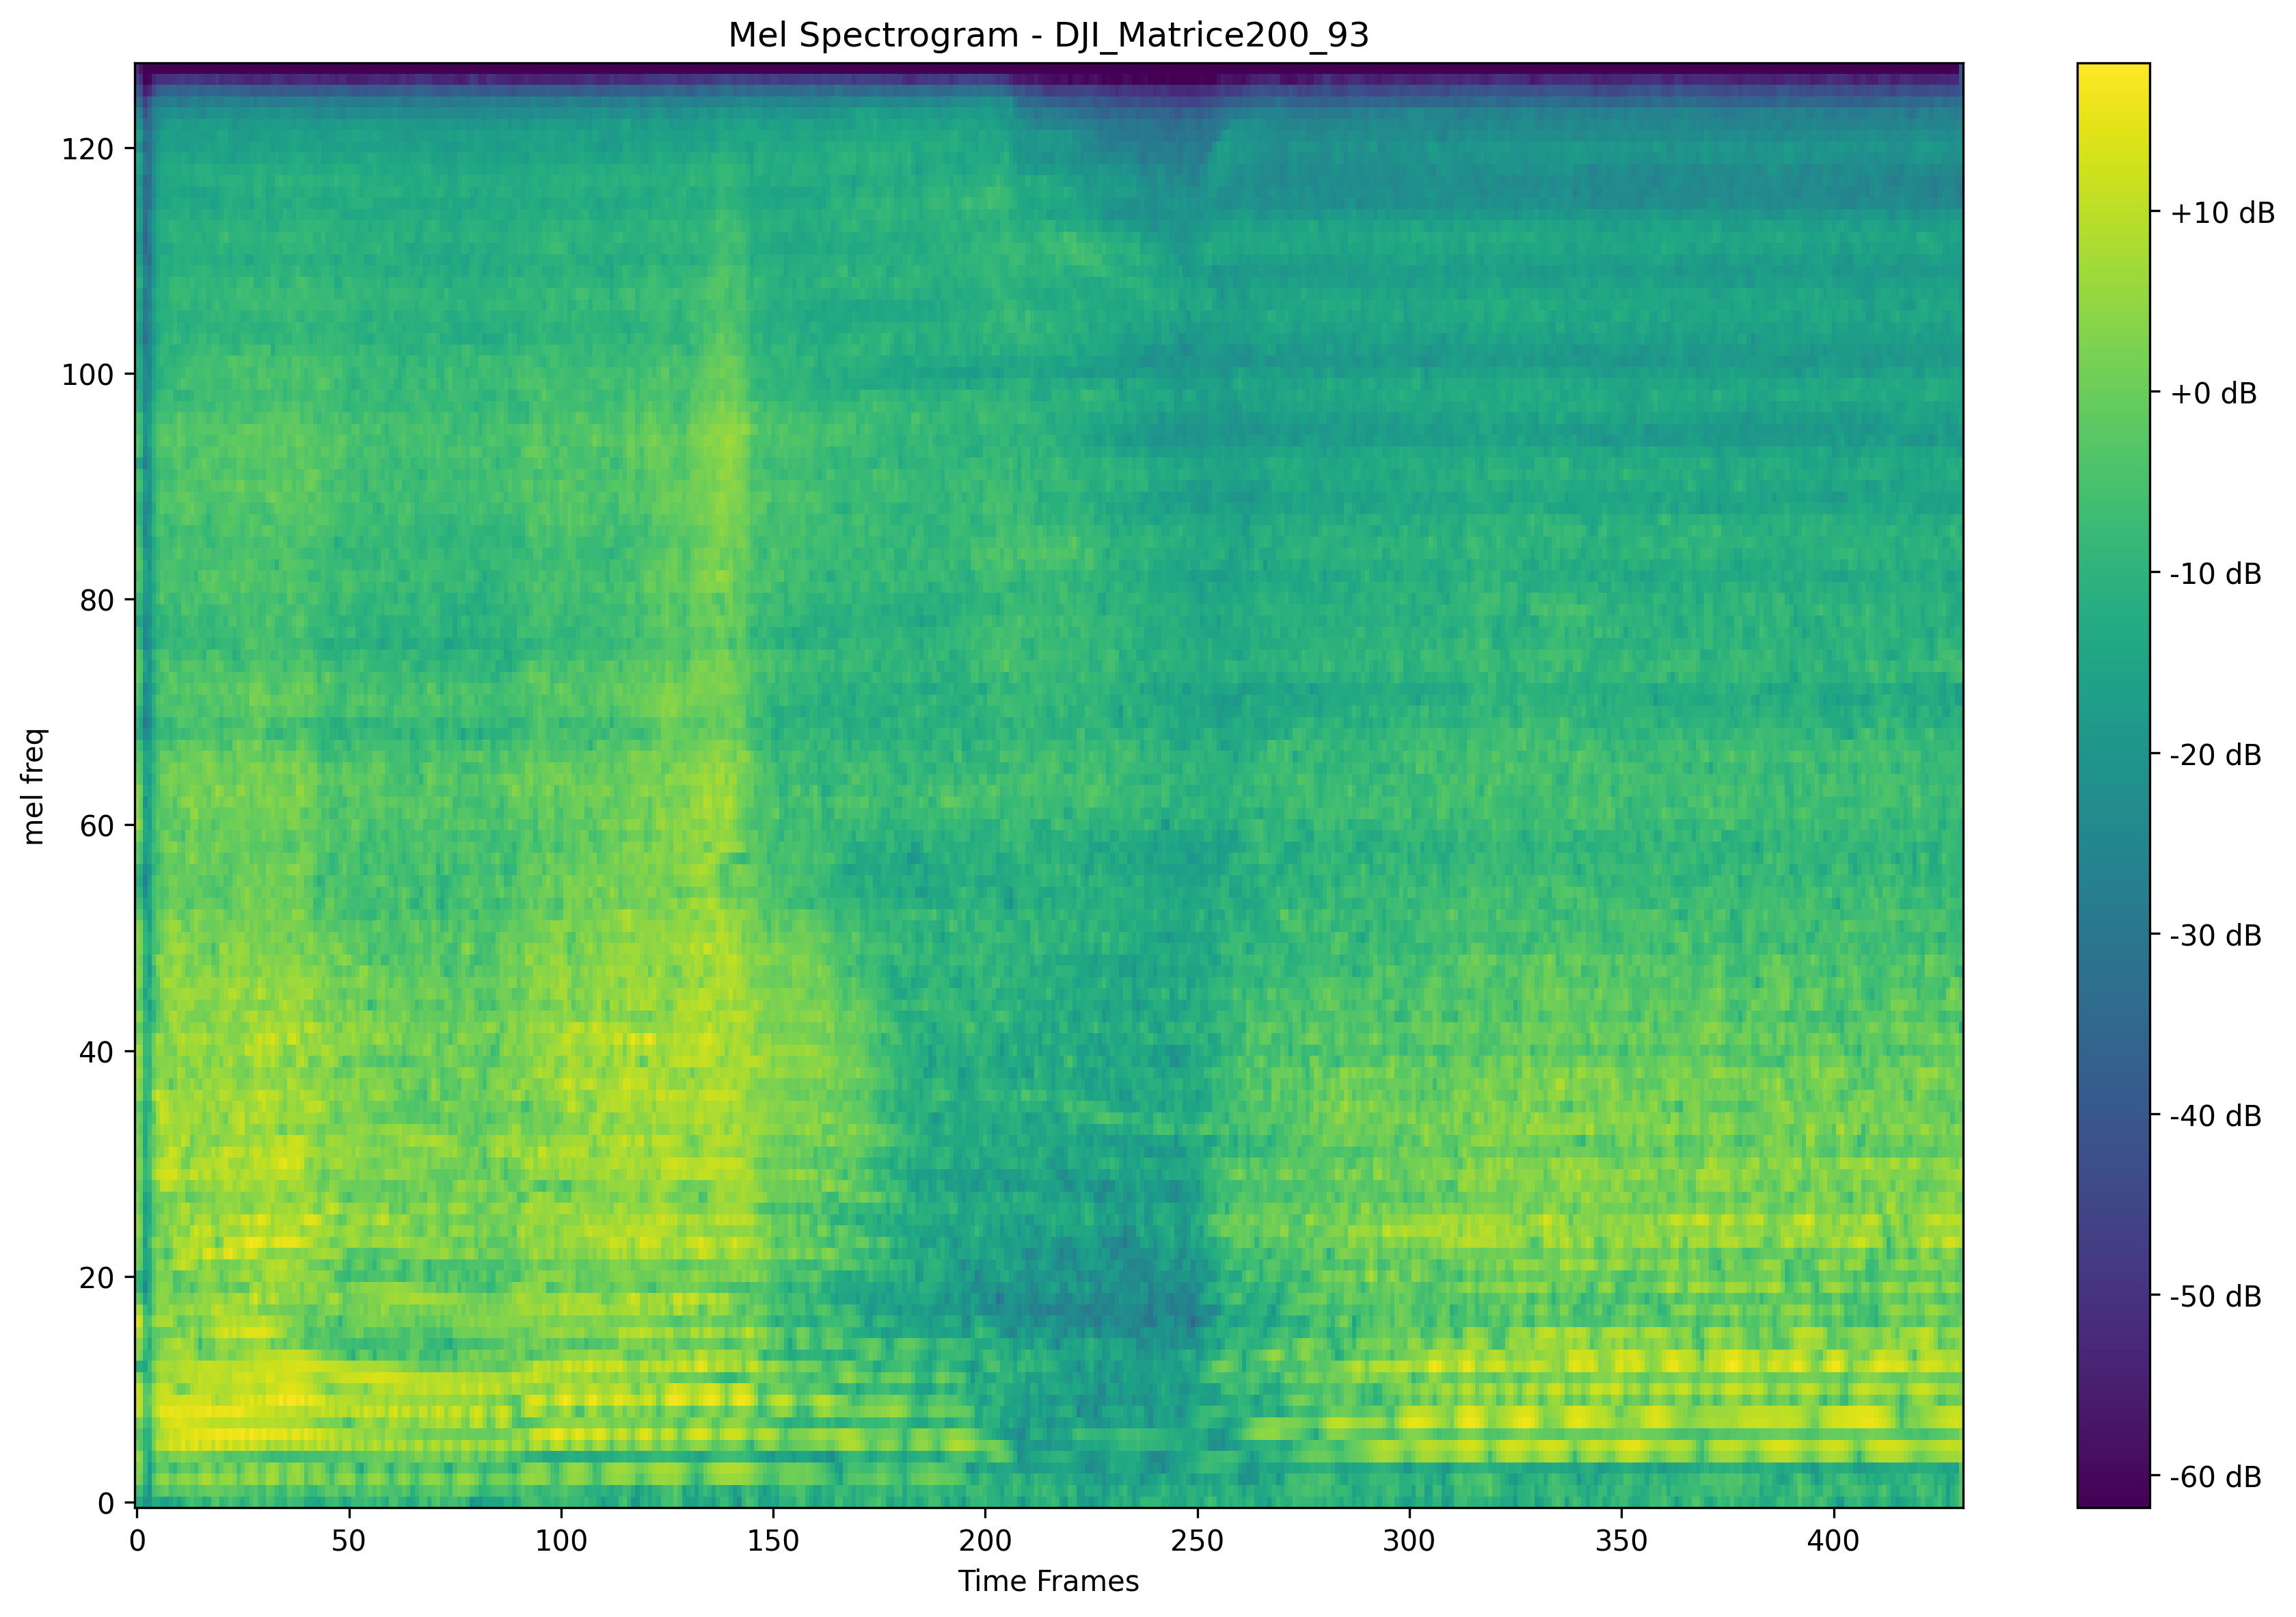 Mel Spectrogram - DJI_Matrice200_93
mel freq
120
100
80
60
40
20
0
0 50 100 150 200 250 300 350 400
Time Frames
+10 dB
+0 dB
-10 dB
-20 dB
-30 dB
-40 dB
-50 dB
-60 dB